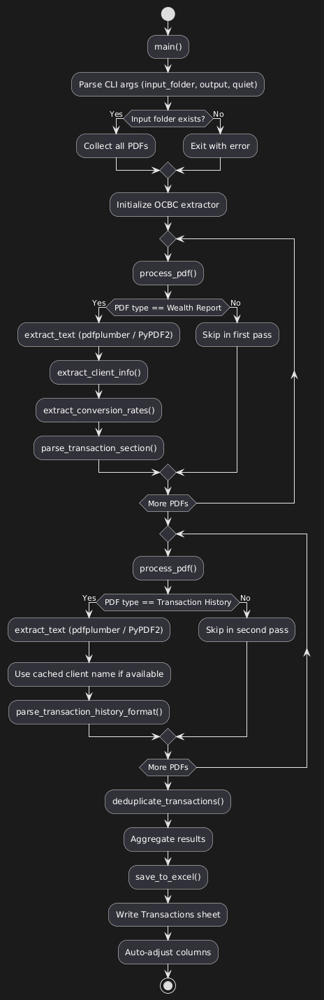 main()
Parse CLI args (input_folder, output, quiet)
Yes
Input folder exists?
No
Collect all PDFs
Exit with error
Initialize OCBC extractor
process_pdf()
Yes
PDF type == Wealth Report
No
extract_text (pdfplumber / PyPDF2)
Skip in first pass
extract_client_info()
extract_conversion_rates()
parse_transaction_section()
More PDFs
process_pdf()
Yes
PDF type == Transaction History
No
extract_text (pdfplumber / PyPDF2)
Skip in second pass
Use cached client name if available
parse_transaction_history_format()
More PDFs
deduplicate_transactions()
Aggregate results
save_to_excel()
Write Transactions sheet
Auto-adjust columns